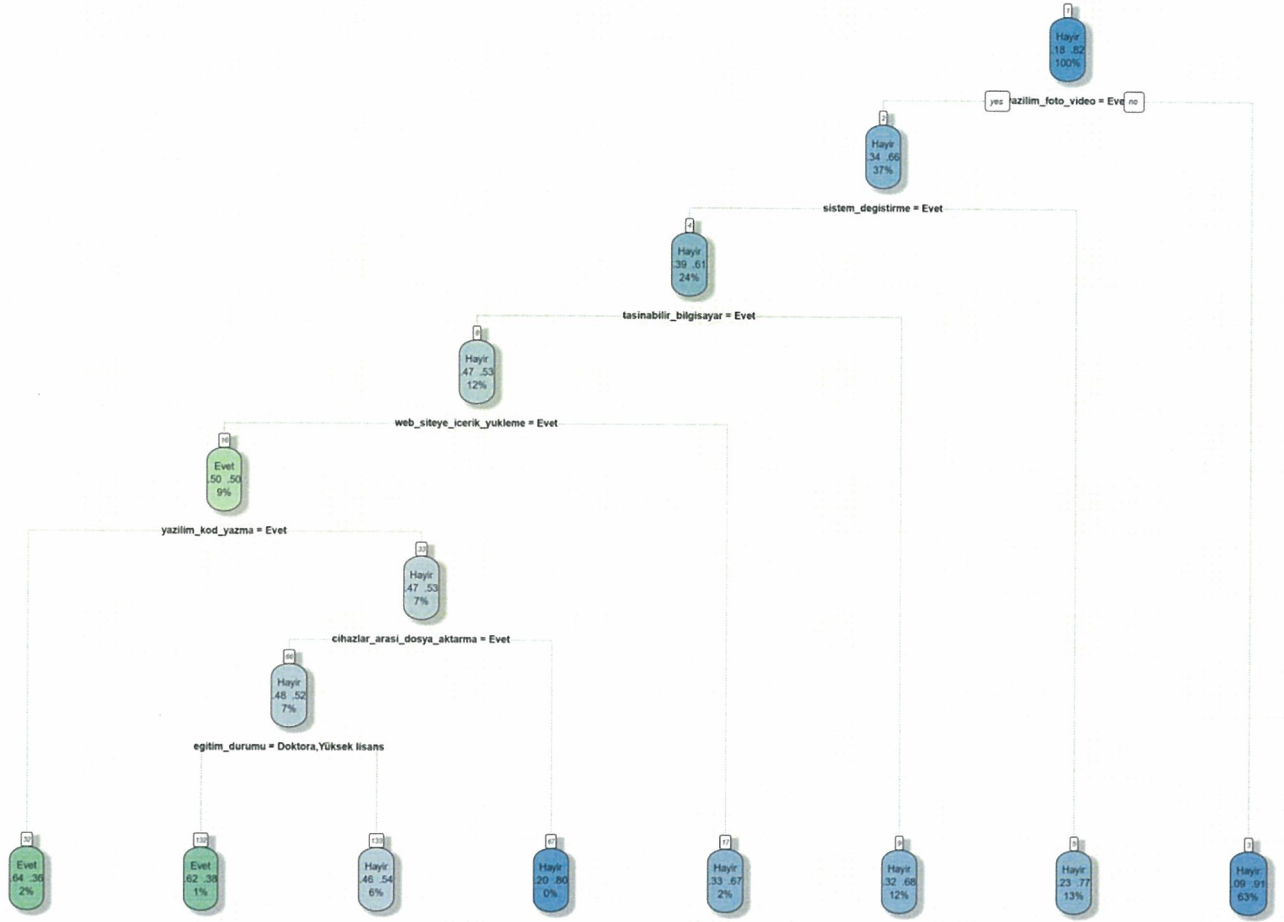 1
Hayir
.18 .82
100%
yes
yazilim_foto_video = Eve
no
2
Hayir
.34 .66
37%
sistem_degistirme = Evet
4
Hayir
.39 .61
24%
tasinabilir_bilgisayar = Evet
8
Hayir
.47 .53
12%
web_siteye_icerik_yukleme = Evet
16
Evet
.50 .50
9%
yazilim_kod_yazma = Evet
33
Hayir
.47 .53
7%
cihazlar_arasi_dosya_aktarma = Evet
66
Hayir
.48 .52
7%
egitim_durumu = Doktora,Yüksek lisans
32
Evet
.64 .36
2%
132
Evet
.62 .38
1%
133
Hayir
.46 .54
6%
67
Hayir
.20 .80
0%
17
Hayir
.33 .67
2%
9
Hayir
.32 .68
12%
5
Hayir
.23 .77
13%
3
Hayir
.09 .91
63%